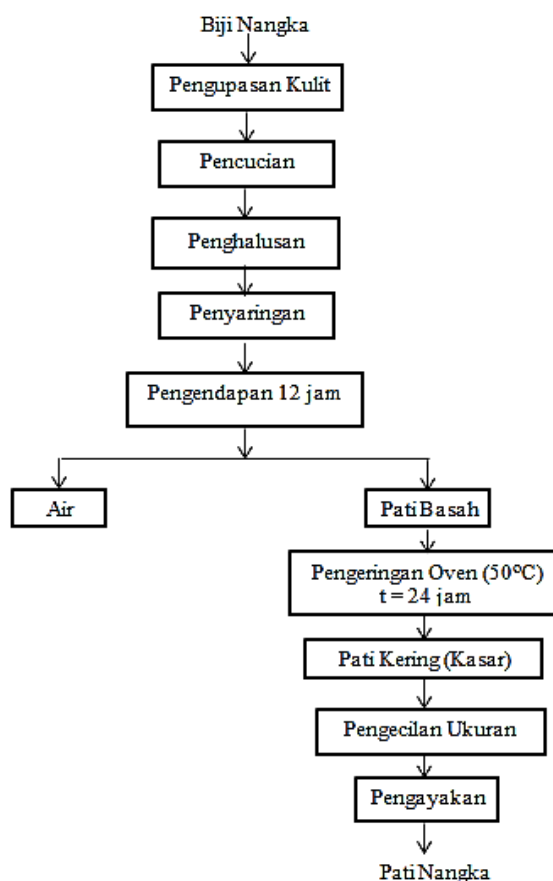 Biji Nangka
Pengupasan Kulit
Pencucian
Penghalusan
Penyaringan
Pengendapan 12 jam
Air
Pati Basah
Pengeringan Oven (50°C)
t = 24 jam
Pati Kering (Kasar)
Pengecilan Ukuran
Pengayakan
Pati Nangka